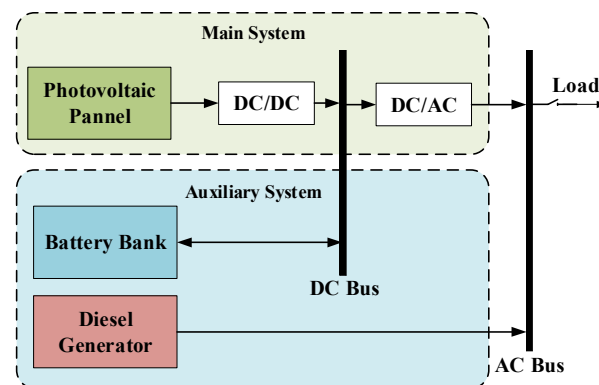 Main System
Photovoltaic
Pannel
DC/DC
DC/AC
Load
Auxiliary System
Battery Bank
DC Bus
Diesel
Generator
AC Bus